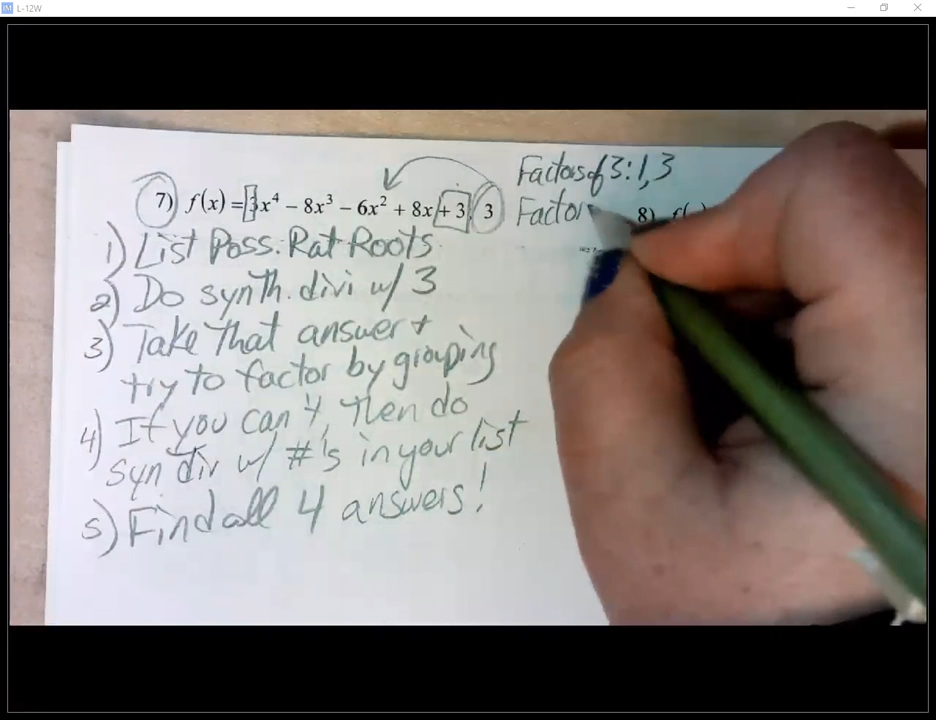 L-12W
Factors of 3: 1,3
7) f(x) = 3x⁴ − 8x³ − 6x² + 8x + 3; 3
Factor
8)
1) List Poss. Rat Roots
2) Do synth. divi w/ 3
3) Take that answer +
try to factor by grouping
4) If you can't, then do
syn div w/ #'s in your list
5) Find all 4 answers!